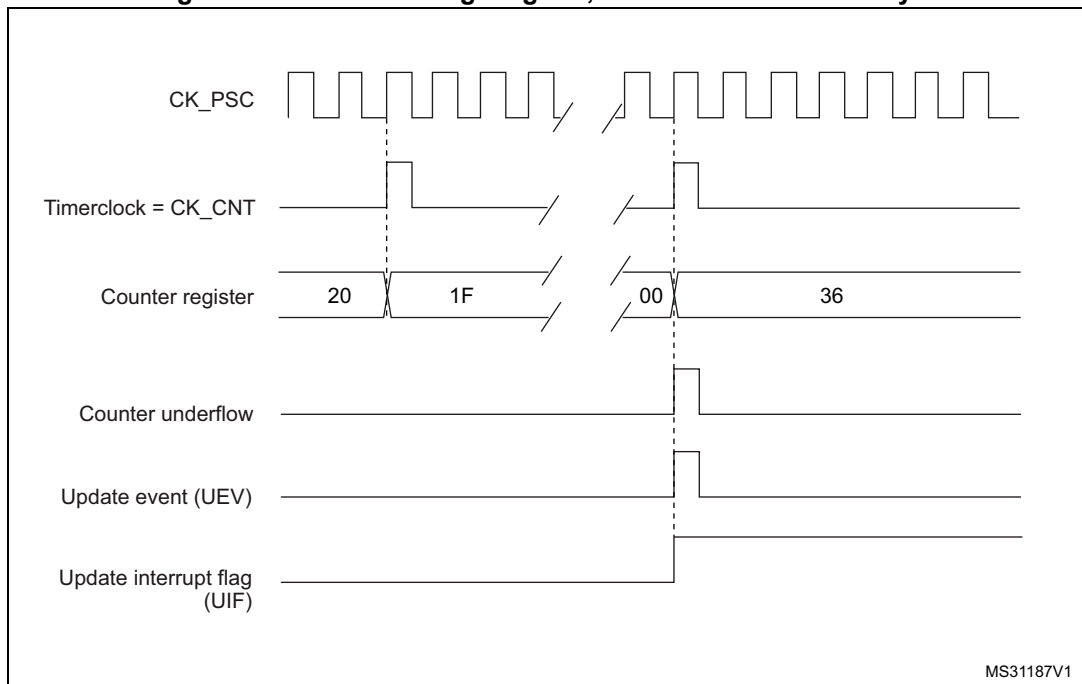 CK_PSC
Timerclock = CK_CNT
Counter register
20
1F
00
36
Counter underflow
Update event (UEV)
Update interrupt flag
(UIF)
MS31187V1